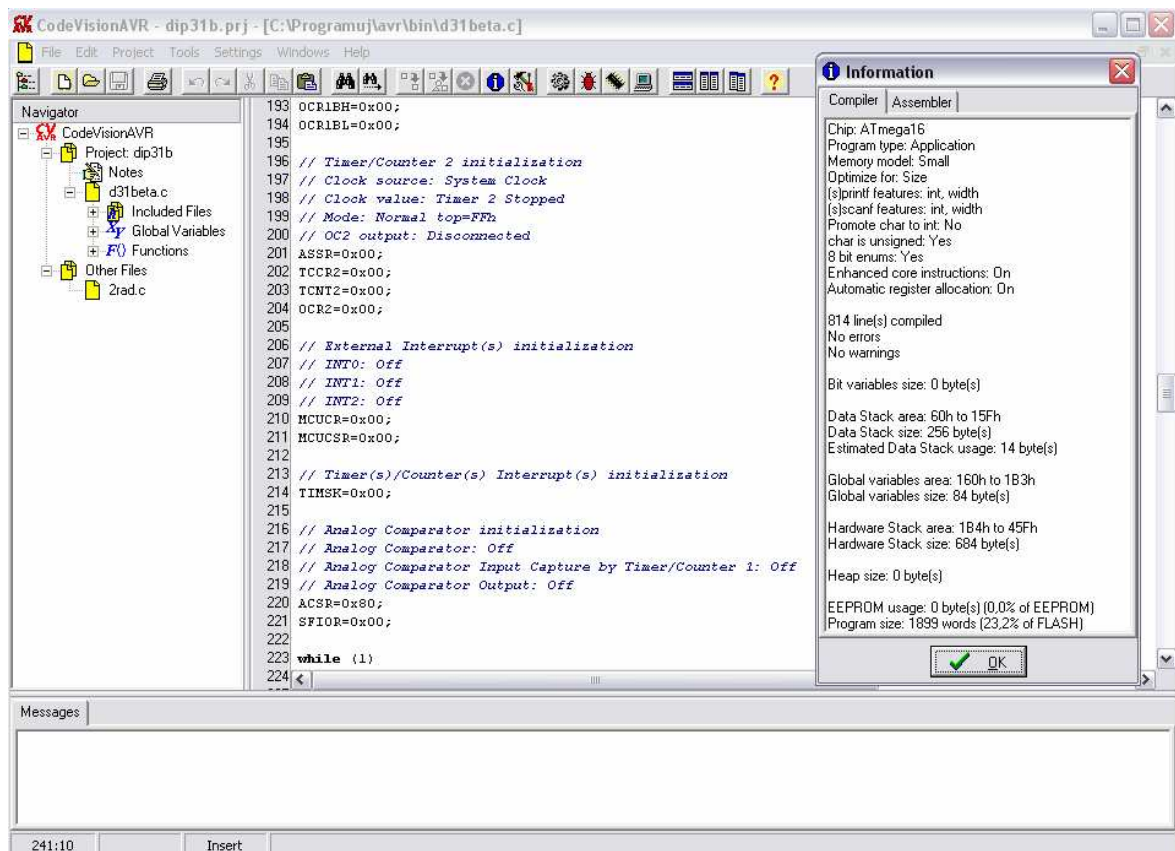 CodeVisionAVR - dip31b.prj - [C:\Programuj\avr\bin\d31beta.c]
File Edit Project Tools Settings Windows Help
Navigator
CodeVisionAVR
Project: dip31b
Notes
d31beta.c
Included Files
Global Variables
F() Functions
Other Files
2rad.c
193 OCR1BH=0x00;
194 OCR1BL=0x00;
195
196 // Timer/Counter 2 initialization
197 // Clock source: System Clock
198 // Clock value: Timer 2 Stopped
199 // Mode: Normal top=FFh
200 // OC2 output: Disconnected
201 ASSR=0x00;
202 TCCR2=0x00;
203 TCNT2=0x00;
204 OCR2=0x00;
205
206 // External Interrupt(s) initialization
207 // INT0: Off
208 // INT1: Off
209 // INT2: Off
210 MCUCR=0x00;
211 MCUCSR=0x00;
212
213 // Timer(s)/Counter(s) Interrupt(s) initialization
214 TIMSK=0x00;
215
216 // Analog Comparator initialization
217 // Analog Comparator: Off
218 // Analog Comparator Input Capture by Timer/Counter 1: Off
219 // Analog Comparator Output: Off
220 ACSR=0x80;
221 SFIOR=0x00;
222
223 while (1)
224
Information
Compiler Assembler
Chip: ATmega16
Program type: Application
Memory model: Small
Optimize for: Size
(s)printf features: int, width
(s)scanf features: int, width
Promote char to int: No
char is unsigned: Yes
8 bit enums: Yes
Enhanced core instructions: On
Automatic register allocation: On
814 line(s) compiled
No errors
No warnings
Bit variables size: 0 byte(s)
Data Stack area: 60h to 15Fh
Data Stack size: 256 byte(s)
Estimated Data Stack usage: 14 byte(s)
Global variables area: 160h to 1B3h
Global variables size: 84 byte(s)
Hardware Stack area: 1B4h to 45Fh
Hardware Stack size: 684 byte(s)
Heap size: 0 byte(s)
EEPROM usage: 0 byte(s) (0,0% of EEPROM)
Program size: 1899 words (23,2% of FLASH)
OK
Messages
241:10 Insert